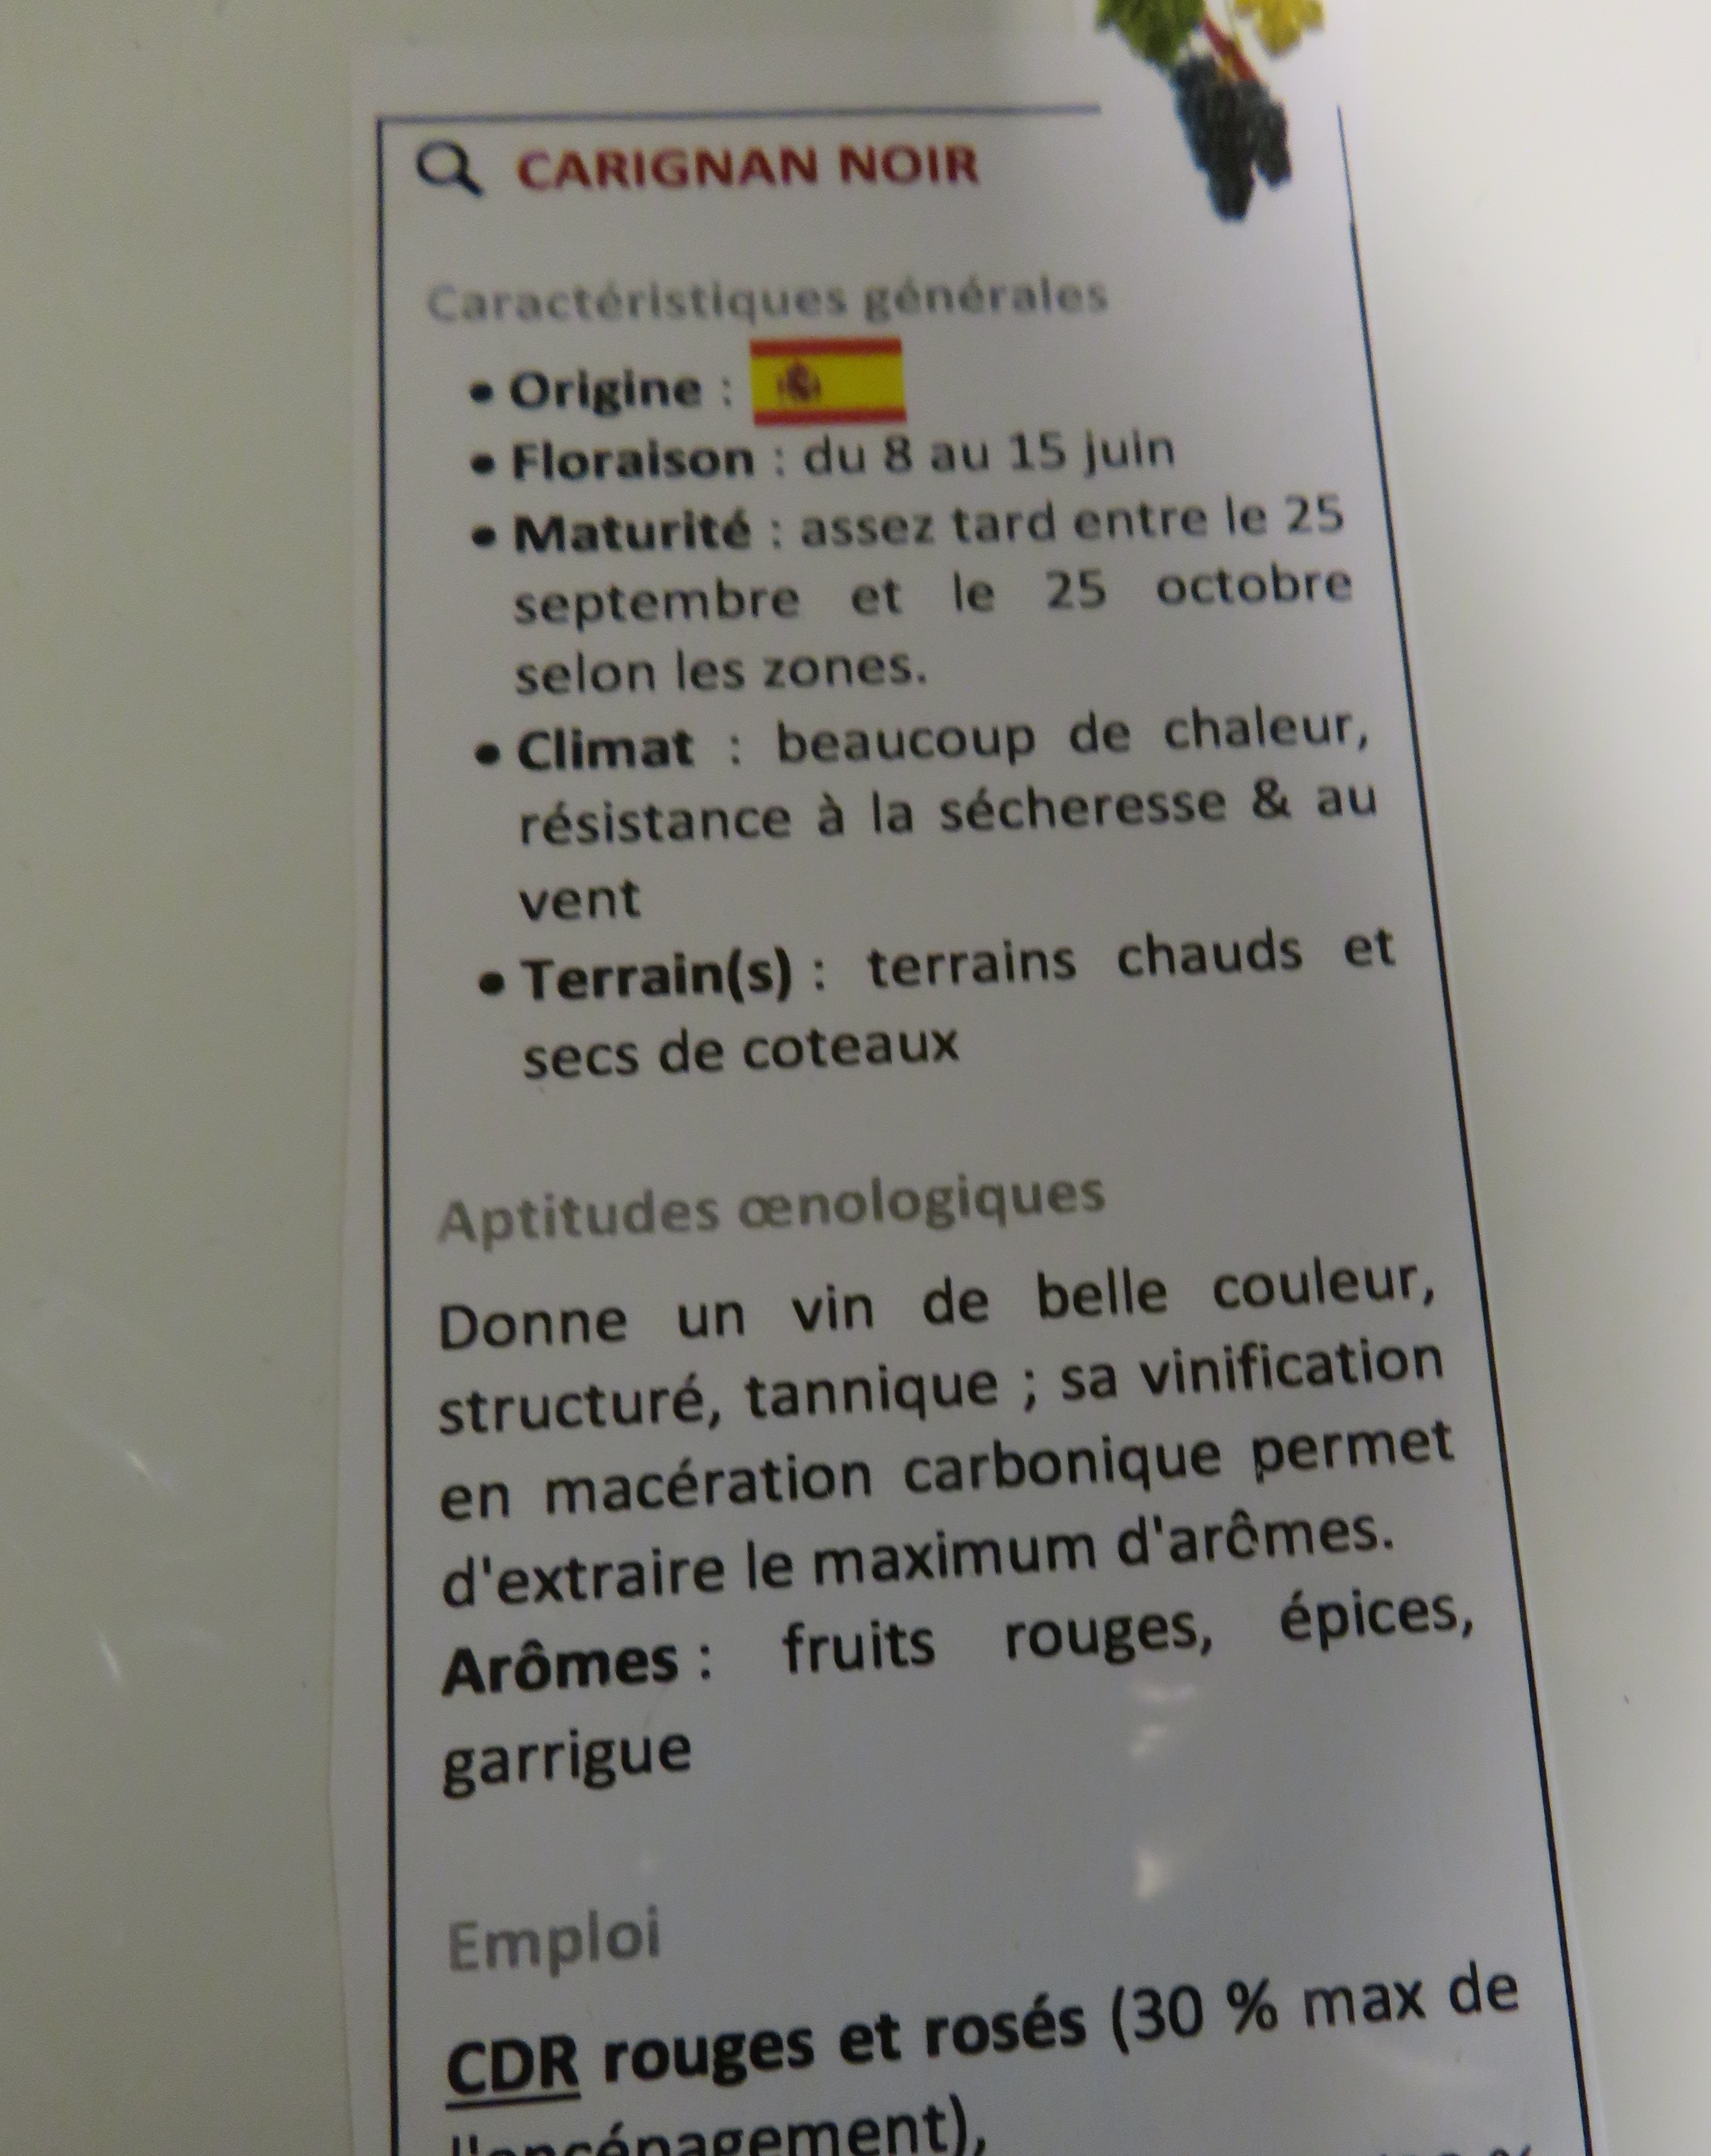 CARIGNAN NOIR
Caractéristiques générales
• Origine :
• Floraison : du 8 au 15 juin
• Maturité : assez tard entre le 25
septembre et le 25 octobre
selon les zones.
• Climat : beaucoup de chaleur,
résistance à la sécheresse & au
vent
• Terrain(s) : terrains chauds et
secs de coteaux
Aptitudes œnologiques
Donne un vin de belle couleur,
structuré, tannique ; sa vinification
en macération carbonique permet
d'extraire le maximum d'arômes.
Arômes : fruits rouges, épices,
garrigue
Emploi
CDR rouges et rosés (30 % max de
l'encépagement),